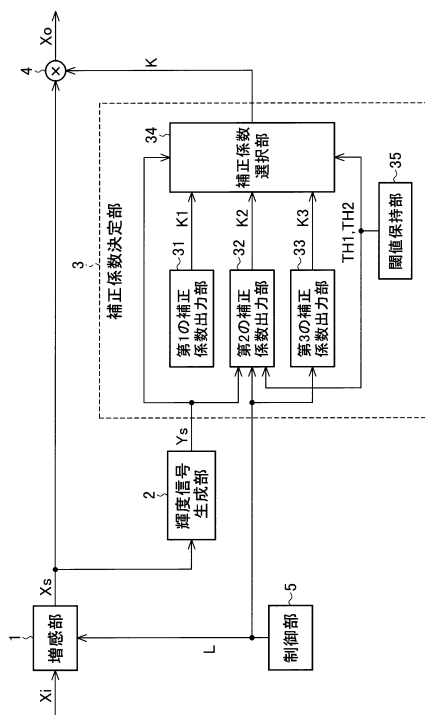 Xi
1
増感部
Xs
4
Xo
K
3
補正係数決定部
34
補正係数
選択部
2
輝度信号
生成部
Ys
K1
31
第1の補正
係数出力部
K2
32
第2の補正
係数出力部
K3
33
第3の補正
係数出力部
TH1,TH2
35
閾値保持部
L
5
制御部